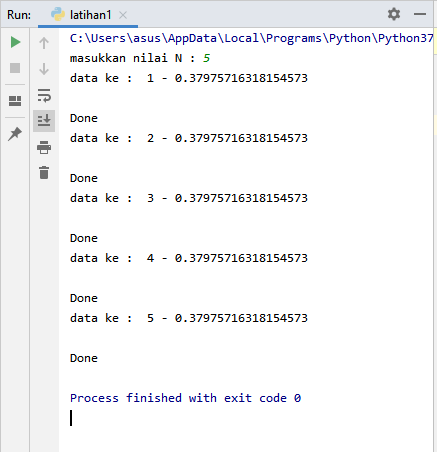 Run: latihan1
C:\Users\asus\AppData\Local\Programs\Python\Python37
masukkan nilai N : 5
data ke :  1 - 0.37975716318154573
Done
data ke :  2 - 0.37975716318154573
Done
data ke :  3 - 0.37975716318154573
Done
data ke :  4 - 0.37975716318154573
Done
data ke :  5 - 0.37975716318154573
Done
Process finished with exit code 0